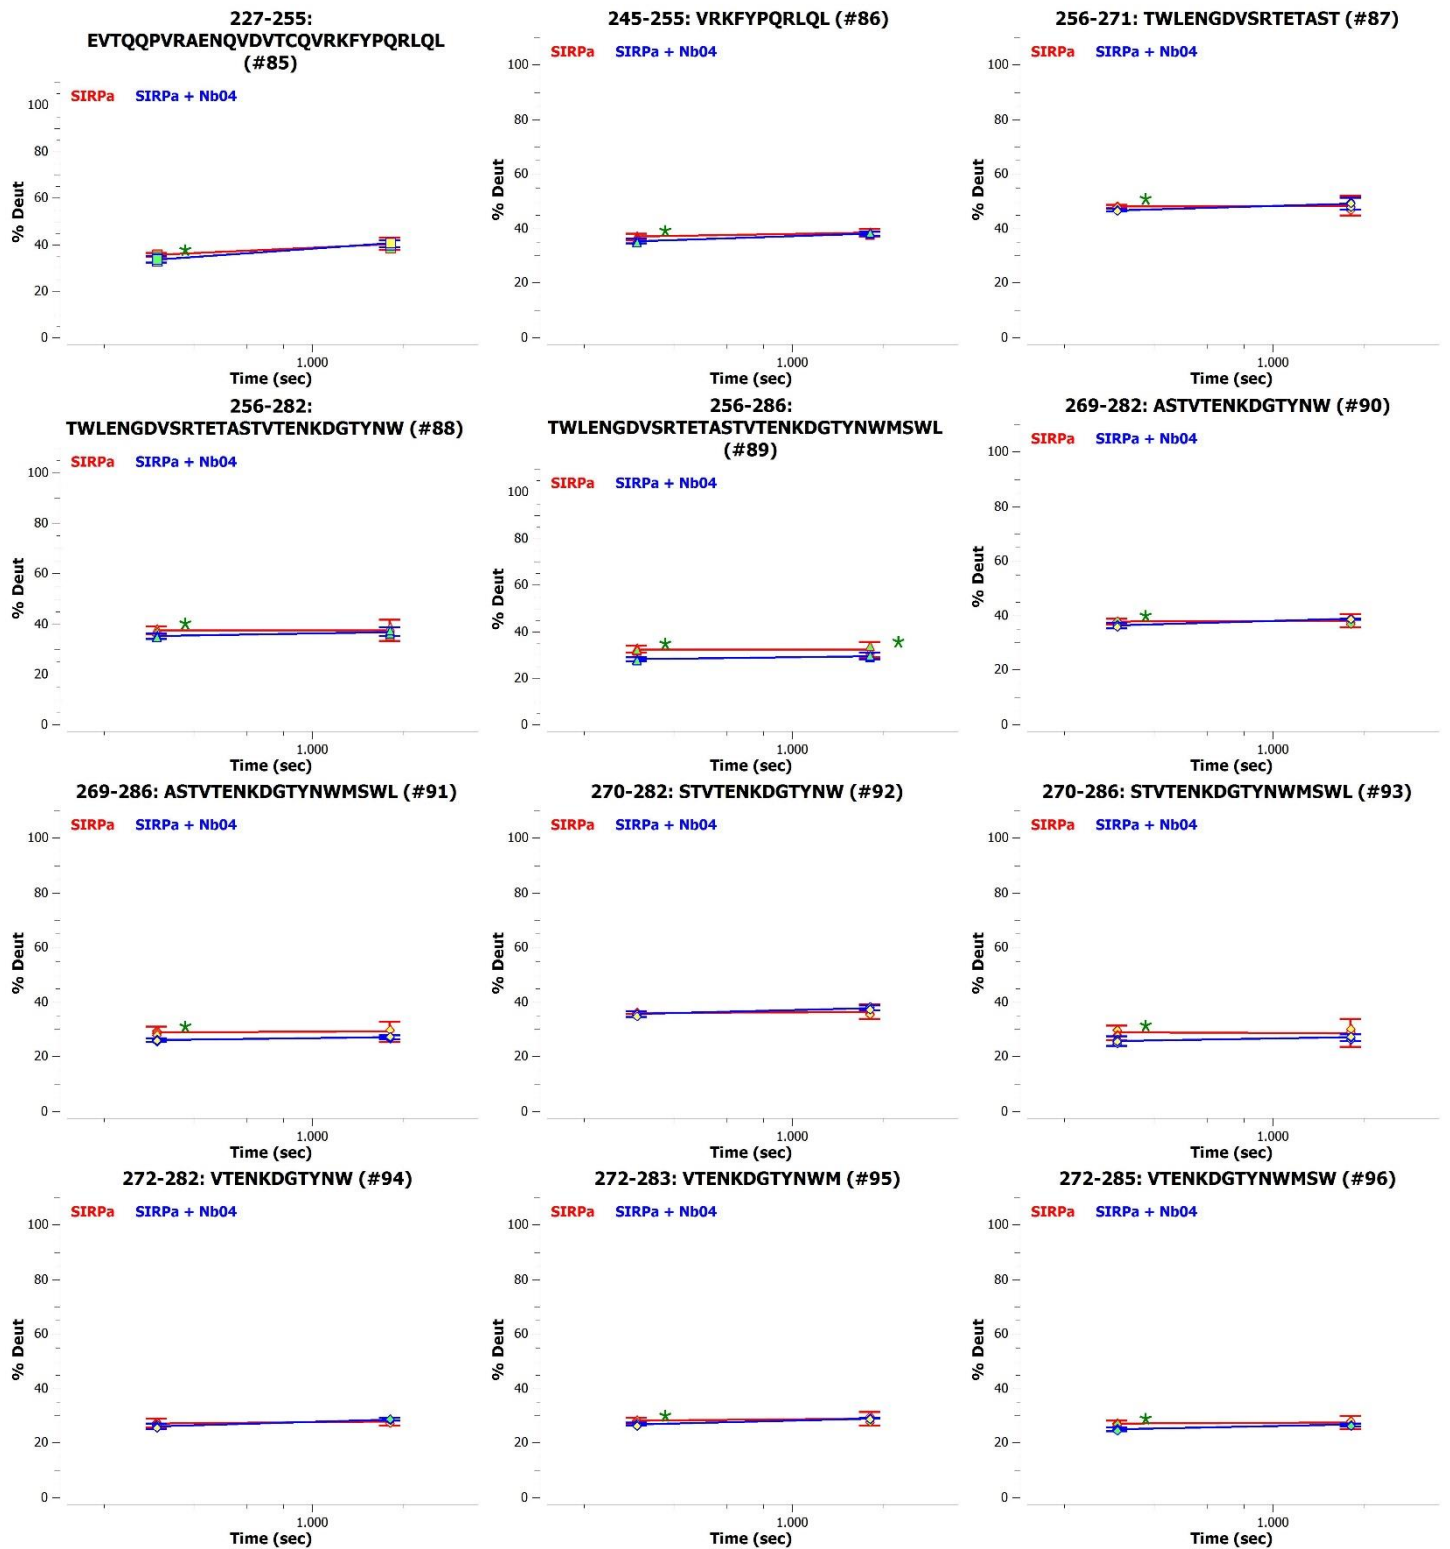 227-255:
EVTQQPVRAENQVDVTCQVRKFYPQRLQL
(#85)
SIRPa SIRPa + Nb04
100
80
60
40
20
0
% Deut
1.000
Time (sec)
245-255: VRKFYPQRLQL (#86)
SIRPa SIRPa + Nb04
100
80
60
40
20
0
% Deut
1.000
Time (sec)
256-271: TWLENGDVSRTETAST (#87)
SIRPa SIRPa + Nb04
100
80
60
40
20
0
% Deut
1.000
Time (sec)
256-282:
TWLENGDVSRTETASTVTENKDGTYNW (#88)
SIRPa SIRPa + Nb04
100
80
60
40
20
0
% Deut
1.000
Time (sec)
256-286:
TWLENGDVSRTETASTVTENKDGTYNWMSWL
(#89)
SIRPa SIRPa + Nb04
100
80
60
40
20
0
% Deut
1.000
Time (sec)
269-282: ASTVTENKDGTYNW (#90)
SIRPa SIRPa + Nb04
100
80
60
40
20
0
% Deut
1.000
Time (sec)
269-286: ASTVTENKDGTYNWMSWL (#91)
SIRPa SIRPa + Nb04
100
80
60
40
20
0
% Deut
1.000
Time (sec)
270-282: STVTENKDGTYNW (#92)
SIRPa SIRPa + Nb04
100
80
60
40
20
0
% Deut
1.000
Time (sec)
270-286: STVTENKDGTYNWMSWL (#93)
SIRPa SIRPa + Nb04
100
80
60
40
20
0
% Deut
1.000
Time (sec)
272-282: VTENKDGTYNW (#94)
SIRPa SIRPa + Nb04
100
80
60
40
20
0
% Deut
1.000
Time (sec)
272-283: VTENKDGTYNWM (#95)
SIRPa SIRPa + Nb04
100
80
60
40
20
0
% Deut
1.000
Time (sec)
272-285: VTENKDGTYNWMSW (#96)
SIRPa SIRPa + Nb04
100
80
60
40
20
0
% Deut
1.000
Time (sec)